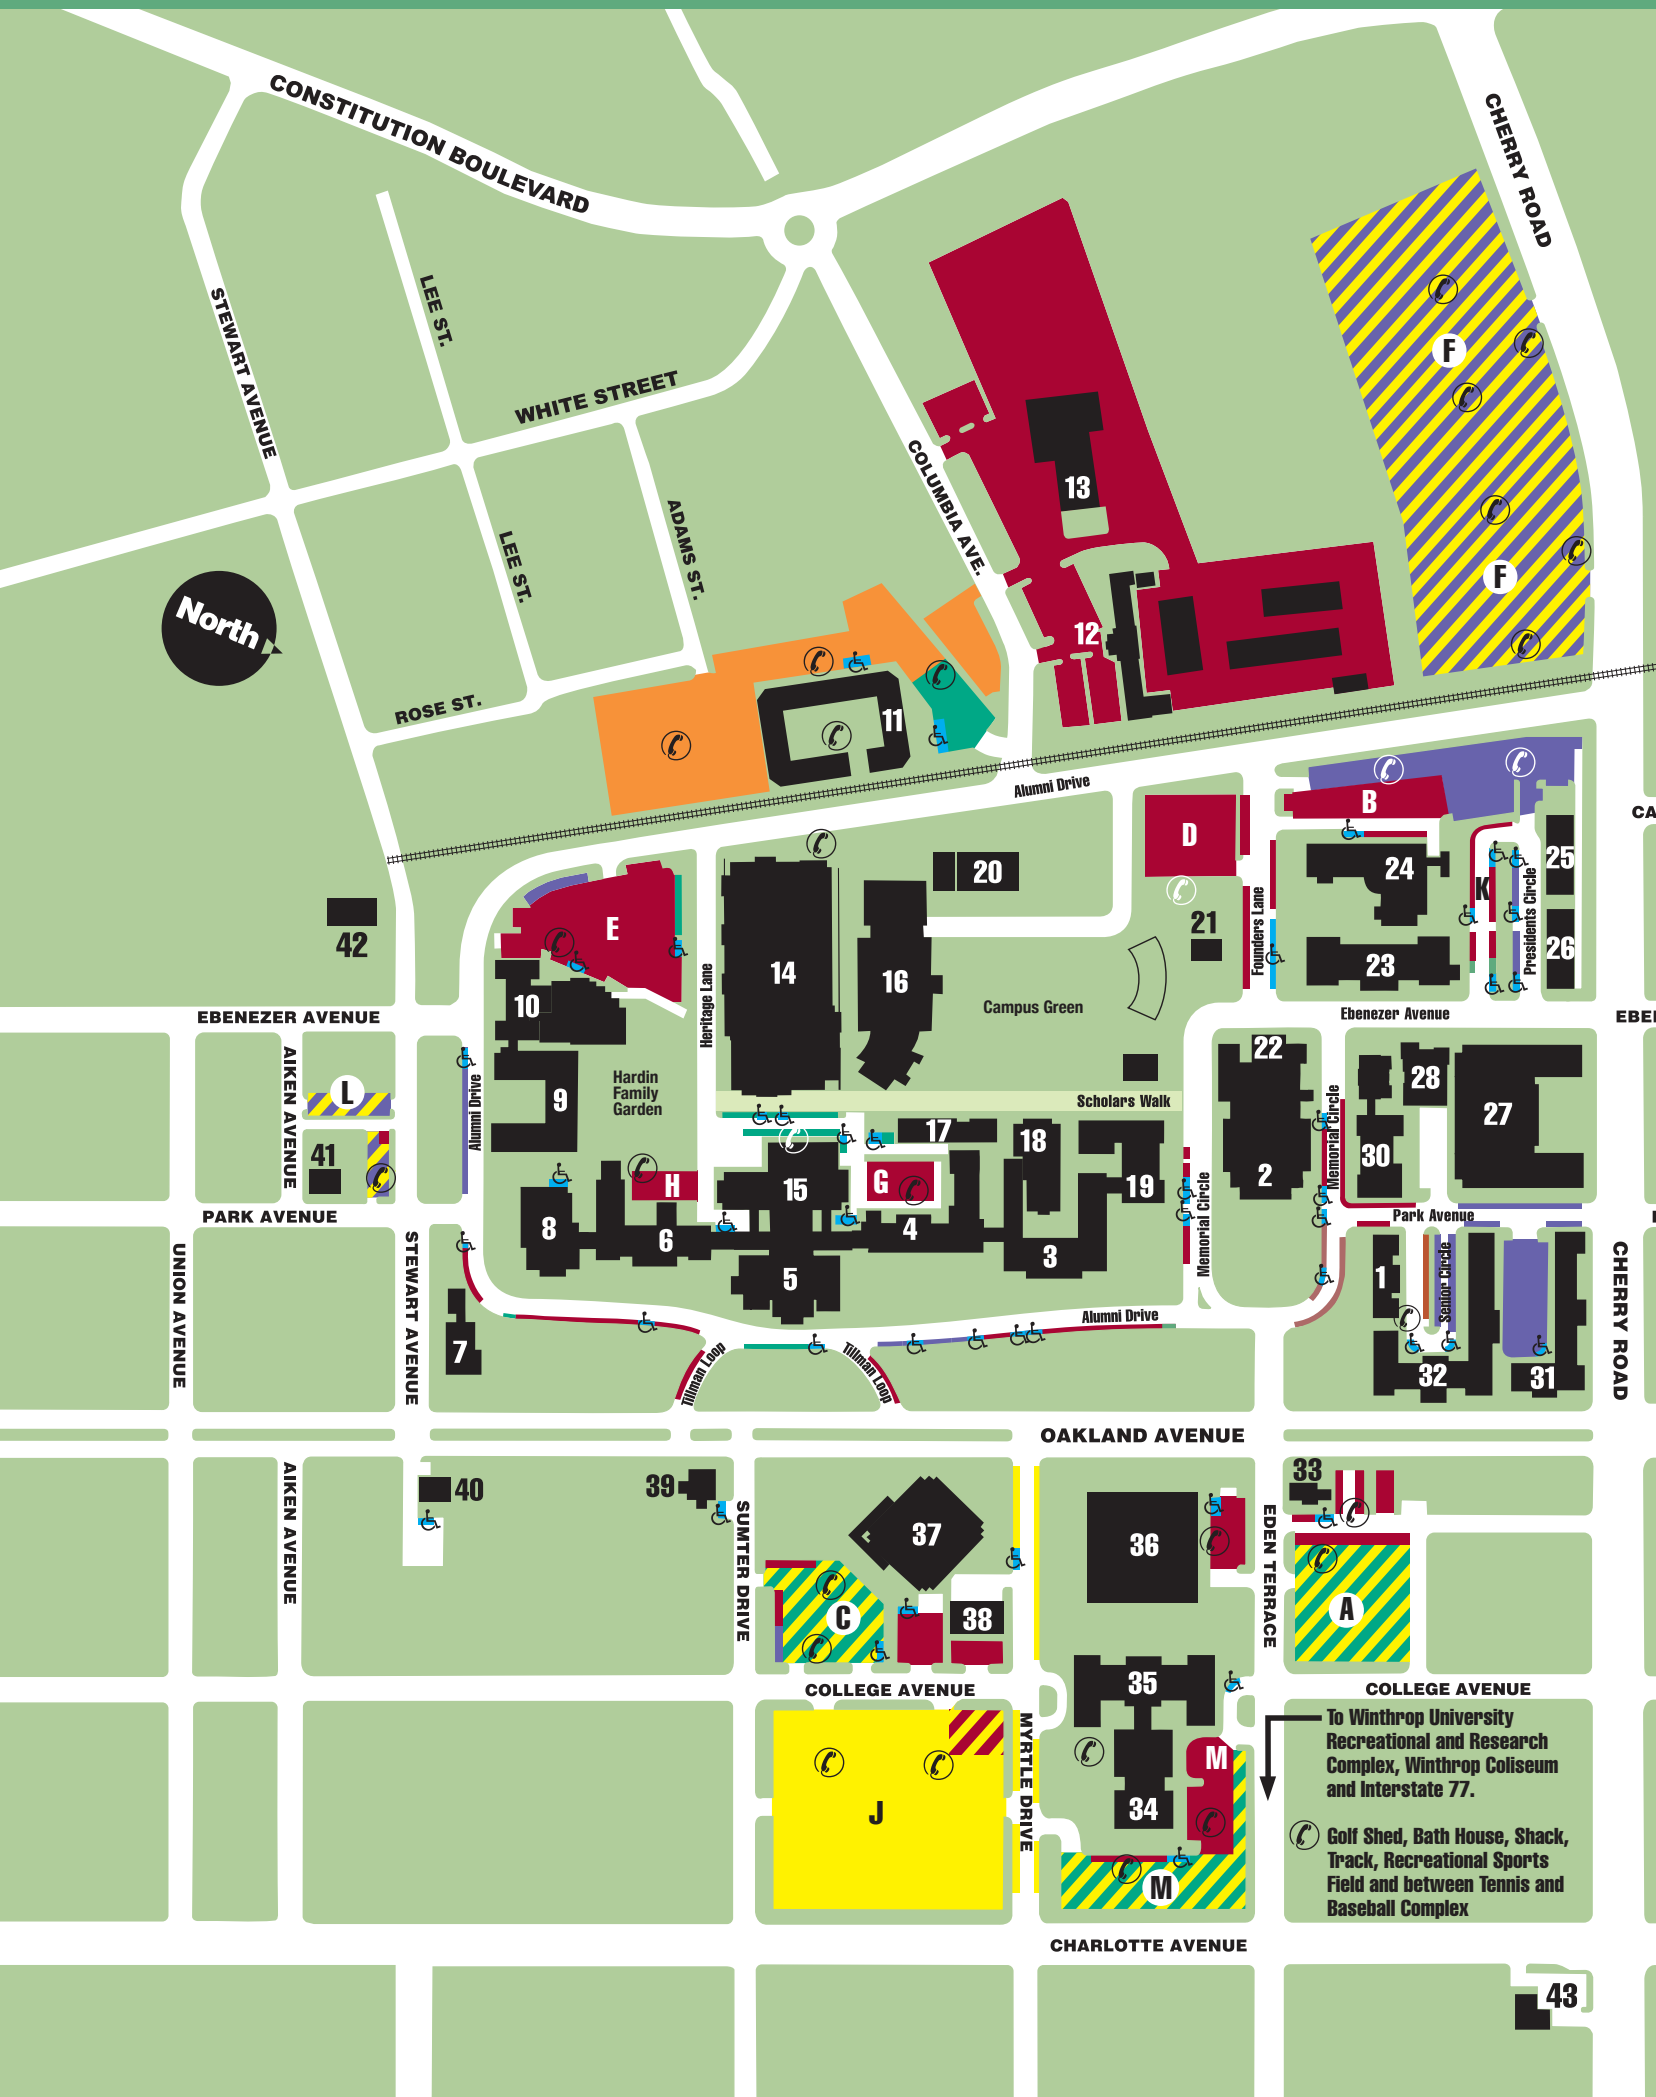 CONSTITUTION BOULEVARD
CHERRY ROAD
STEWART AVENUE
LEE ST.
WHITE STREET
F
COLUMBIA AVE.
13
ADAMS ST.
LEE ST.
F
North
12
ROSE ST.
11
Alumni Drive
B
CA
D
20
24
25
K
E
42
14
16
21
Founders Lane
Presidents Circle
23
26
10
Heritage Lane
Campus Green
EBENEZER AVENUE
Ebenezer Avenue
EBE
AIKEN AVENUE
L
Alumni Drive
9
Hardin
Family
Garden
Scholars Walk
22
28
27
Memorial Circle
41
17
18
30
2
H
15
G
19
PARK AVENUE
Park Avenue
8
6
4
3
5
Memorial Circle
UNION AVENUE
STEWART AVENUE
1
Senior Circle
CHERRY ROAD
Alumni Drive
7
Tillman Loop
Tillman Loop
32
31
OAKLAND AVENUE
AIKEN AVENUE
40
39
SUMTER DRIVE
37
36
EDEN TERRACE
33
C
38
A
35
COLLEGE AVENUE
COLLEGE AVENUE
MYRTLE DRIVE
M
J
34
M
To Winthrop University
Recreational and Research
Complex, Winthrop Coliseum
and Interstate 77.
Golf Shed, Bath House, Shack,
Track, Recreational Sports
Field and between Tennis and
Baseball Complex
CHARLOTTE AVENUE
43